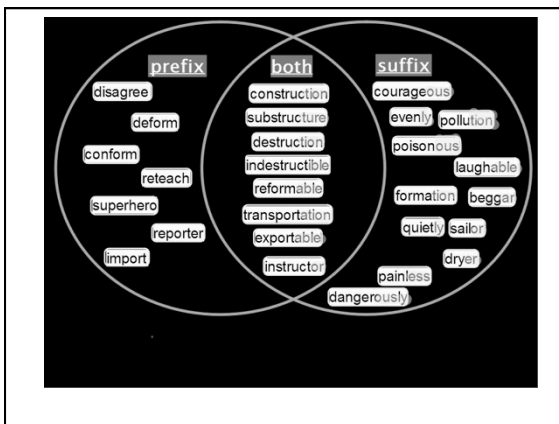 prefix
both
suffix
disagree
deform
conform
reteach
superhero
reporter
import
construction
substructure
destruction
indestructible
reformable
transportation
exportable
instructor
courageous
evenly
pollution
poisonous
laughable
formation
beggar
quietly
sailor
dryer
painless
dangerously